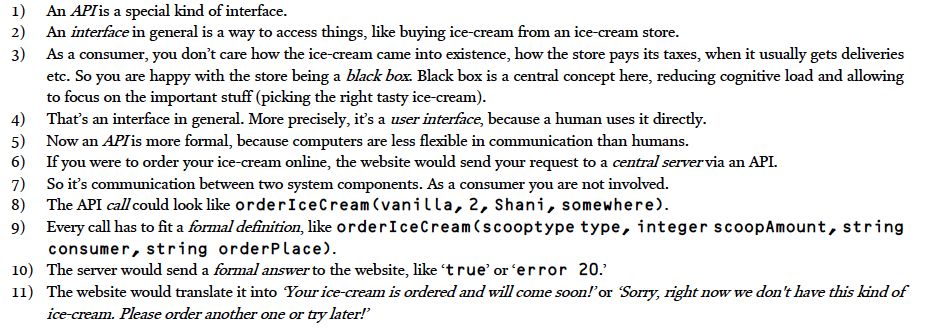 1) An API is a special kind of interface.
2) An interface in general is a way to access things, like buying ice-cream from an ice-cream store.
3) As a consumer, you don’t care how the ice-cream came into existence, how the store pays its taxes, when it usually gets deliveries
etc. So you are happy with the store being a black box. Black box is a central concept here, reducing cognitive load and allowing
to focus on the important stuff (picking the right tasty ice-cream).
4) That’s an interface in general. More precisely, it’s a user interface, because a human uses it directly.
5) Now an API is more formal, because computers are less flexible in communication than humans.
6) If you were to order your ice-cream online, the website would send your request to a central server via an API.
7) So it’s communication between two system components. As a consumer you are not involved.
8) The API call could look like orderIceCream(vanilla, 2, Shani, somewhere).
9) Every call has to fit a formal definition, like orderIceCream(scooptype type, integer scoopAmount, string
consumer, string orderPlace).
10) The server would send a formal answer to the website, like ‘true’ or ‘error 20.’
11) The website would translate it into ‘Your ice-cream is ordered and will come soon!’ or ‘Sorry, right now we don't have this kind of
ice-cream. Please order another one or try later!’